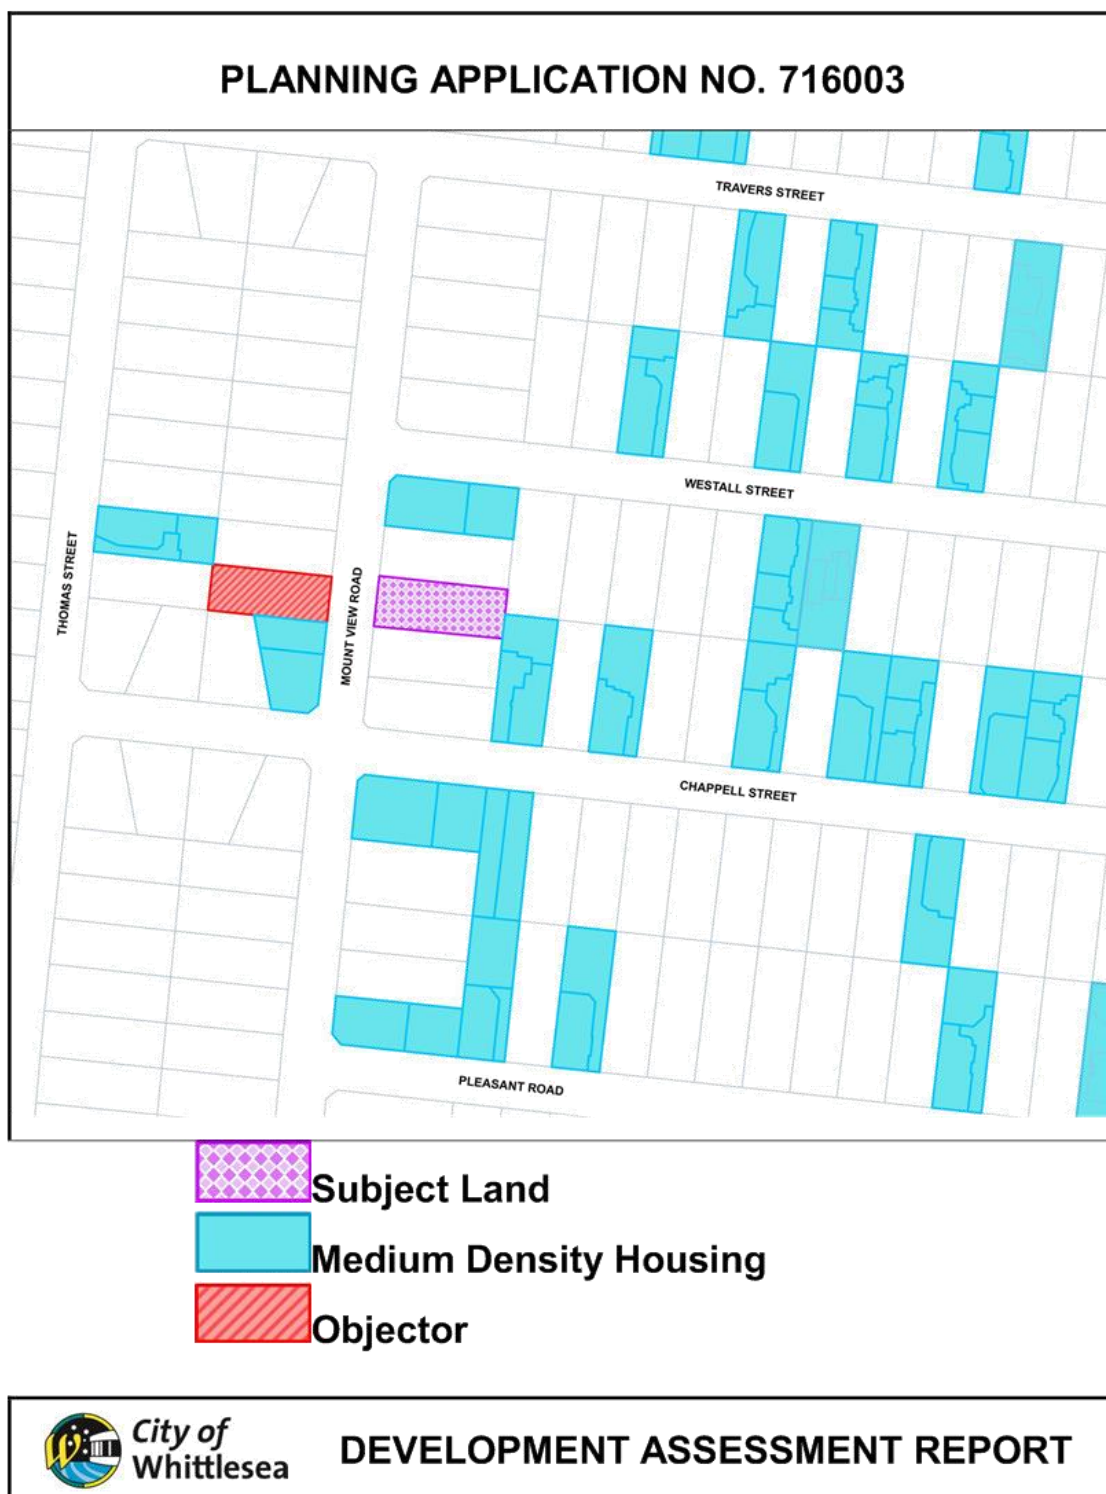 PLANNING APPLICATION NO. 716003
TRAVERS STREET
WESTALL STREET
THOMAS STREET
MOUNT VIEW ROAD
CHAPPELL STREET
PLEASANT ROAD
Subject Land
Medium Density Housing
Objector
City of
Whittlesea
DEVELOPMENT ASSESSMENT REPORT